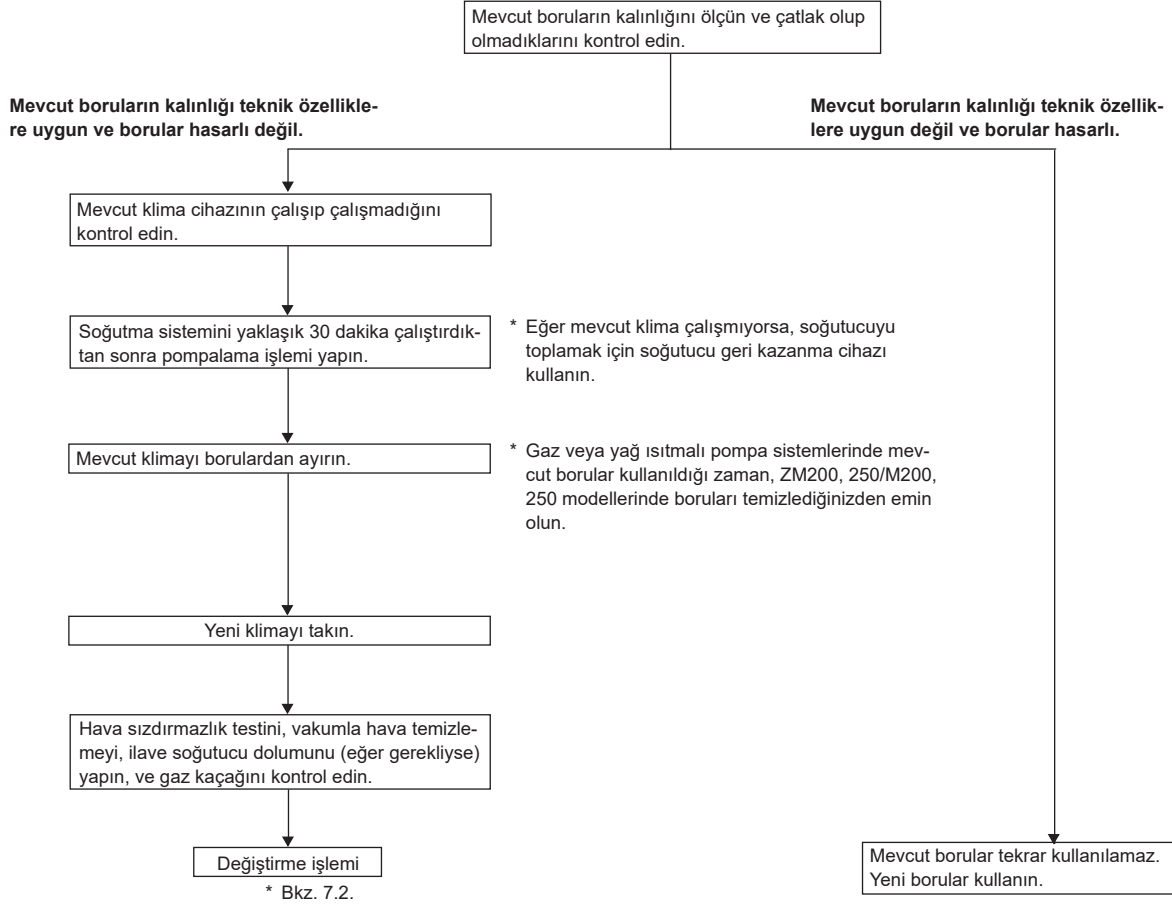 Mevcut boruların kalınlığını ölçün ve çatlak olup
olmadıklarını kontrol edin.
Mevcut boruların kalınlığı teknik özellikle-
re uygun ve borular hasarlı değil.
Mevcut boruların kalınlığı teknik özellik-
lere uygun değil ve borular hasarlı.
Mevcut klima cihazının çalışıp çalışmadığını
kontrol edin.
Soğutma sistemini yaklaşık 30 dakika çalıştırdık-
tan sonra pompalama işlemi yapın.
* Eğer mevcut klima çalışmıyorsa, soğutucuyu
toplamak için soğutucu geri kazanma cihazı
kullanın.
Mevcut klimayı borulardan ayırın.
* Gaz veya yağ ısıtmalı pompa sistemlerinde mev-
cut borular kullanıldığı zaman, ZM200, 250/M200,
250 modellerinde boruları temizlediğinizden emin
olun.
Yeni klimayı takın.
Hava sızdırmazlık testini, vakumla hava temizle-
meyi, ilave soğutucu dolumunu (eğer gerekliyse)
yapın, ve gaz kaçağını kontrol edin.
Değiştirme işlemi
* Bkz. 7.2.
Mevcut borular tekrar kullanılamaz.
Yeni borular kullanın.